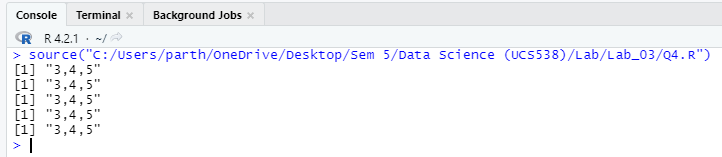 Console Terminal × Background Jobs ×
R 4.2.1 · ~/
> source("C:/Users/parth/OneDrive/Desktop/Sem 5/Data Science (UCS538)/Lab/Lab_03/Q4.R")
[1] "3,4,5"
[1] "3,4,5"
[1] "3,4,5"
[1] "3,4,5"
[1] "3,4,5"
>